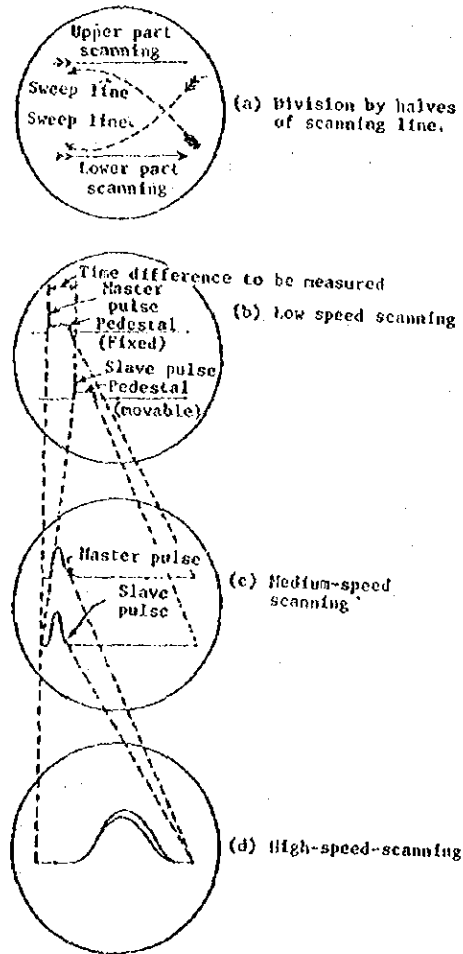 Upper part
scanning
Sweep line
Sweep line
Lower part
scanning
(a) Division by halves
of scanning line.
Time difference to be measured
Master
pulse
Pedestal
(Fixed)
Slave pulse
Pedestal
(movable)
(b) Low speed scanning
Master pulse
Slave
pulse
(c) Medium-speed
scanning
(d) High-speed-scanning